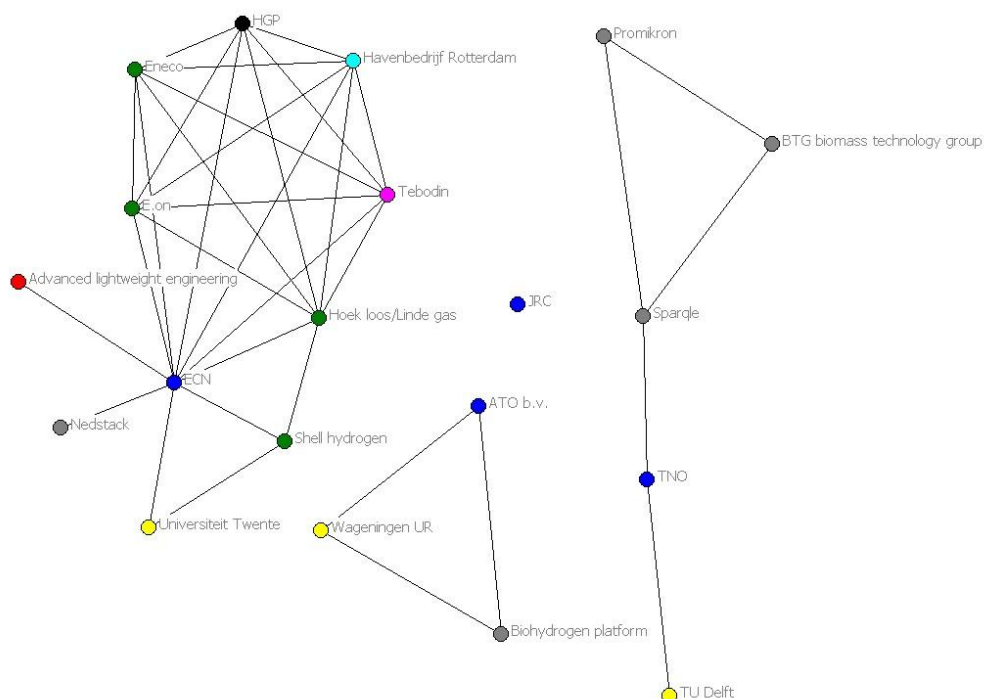 HGP
Promikron
Havenbedrijf Rotterdam
Eneco
BTG biomass technology group
Tebodin
E.on
Advanced lightweight engineering
JRC
Hoek loos/Linde gas
Sparqle
ECN
ATO b.v.
Nedstack
Shell hydrogen
TNO
Universiteit Twente
Wageningen UR
Biohydrogen platform
TU Delft